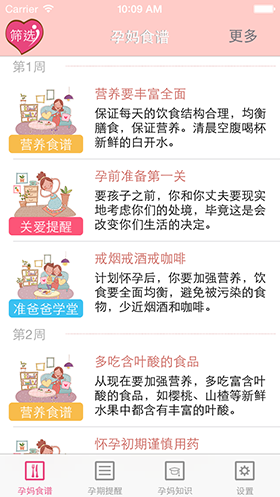 Carrier 10:09 AM
筛选
孕妈食谱
更多
第1周
营养要丰富全面
保证每天的饮食结构合理，均衡
膳食，保证营养。清晨空腹喝杯
新鲜的白开水。
营养食谱
孕前准备第一关
要孩子之前，你和你丈夫要现实
地考虑你们的处境，毕竟这是会
改变你们生活的决定。
关爱提醒
戒烟戒酒戒咖啡
计划怀孕后，你要加强营养，饮
食要全面均衡，避免被污染的食
物，少近烟酒和咖啡。
准爸爸学堂
第2周
多吃含叶酸的食品
从现在要加强营养，多吃富含叶
酸的食品，如樱桃、山楂等新鲜
水果中都含有丰富的叶酸。
营养食谱
怀孕初期谨慎用药
孕妈食谱
孕期提醒
孕妈知识
设置